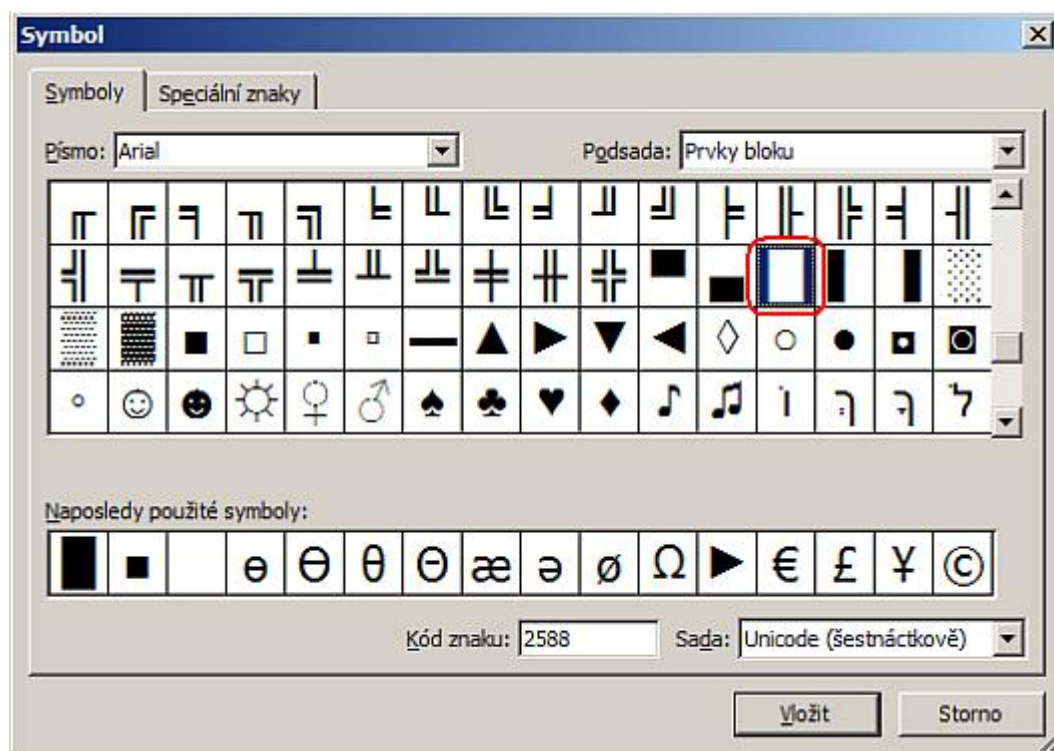 Symbol
Symboly Speciální znaky
Písmo: Arial Podsada: Prvky bloku
╓ ╔ ╕ ╖ ╗ ╘ ╙ ╚ ╛ ╜ ╝ ╞ ╟ ╠ ╡ ╢
╣ ╤ ╥ ╦ ╧ ╨ ╩ ╪ ╫ ╬ ▀ ▄ █ ▌ ▐ ░
▒ ▓ ■ □ ▪ ▫ ▬ ▲ ► ▼ ◄ ◊ ○ ● ◘ ◙
◦ ☺ ☻ ☼ ♀ ♂ ♠ ♣ ♥ ♦ ♪ ♫ וֹ ךְ ךָ לֹ
Naposledy použité symboly:
█ ■ ɵ Ɵ θ Θ æ ə ø Ω ► € £ ¥ ©
Kód znaku: 2588 Sada: Unicode (šestnáctkově)
Vložit Storno